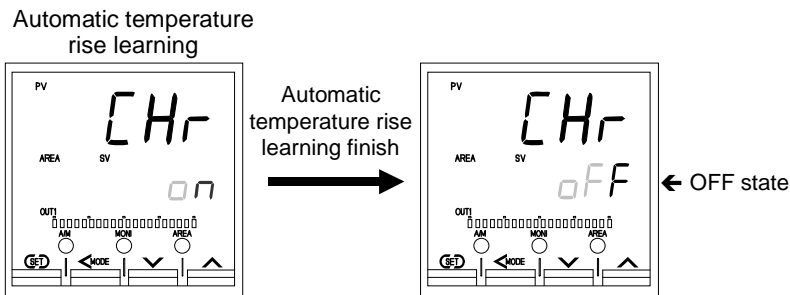 Automatic temperature
rise learning
PV
CHr
AREA SV
on
OUT1
A/M MONI AREA
SET <MODE
Automatic
temperature rise
learning finish
PV
CHr
AREA SV
oFF
← OFF state
OUT1
A/M MONI AREA
SET <MODE